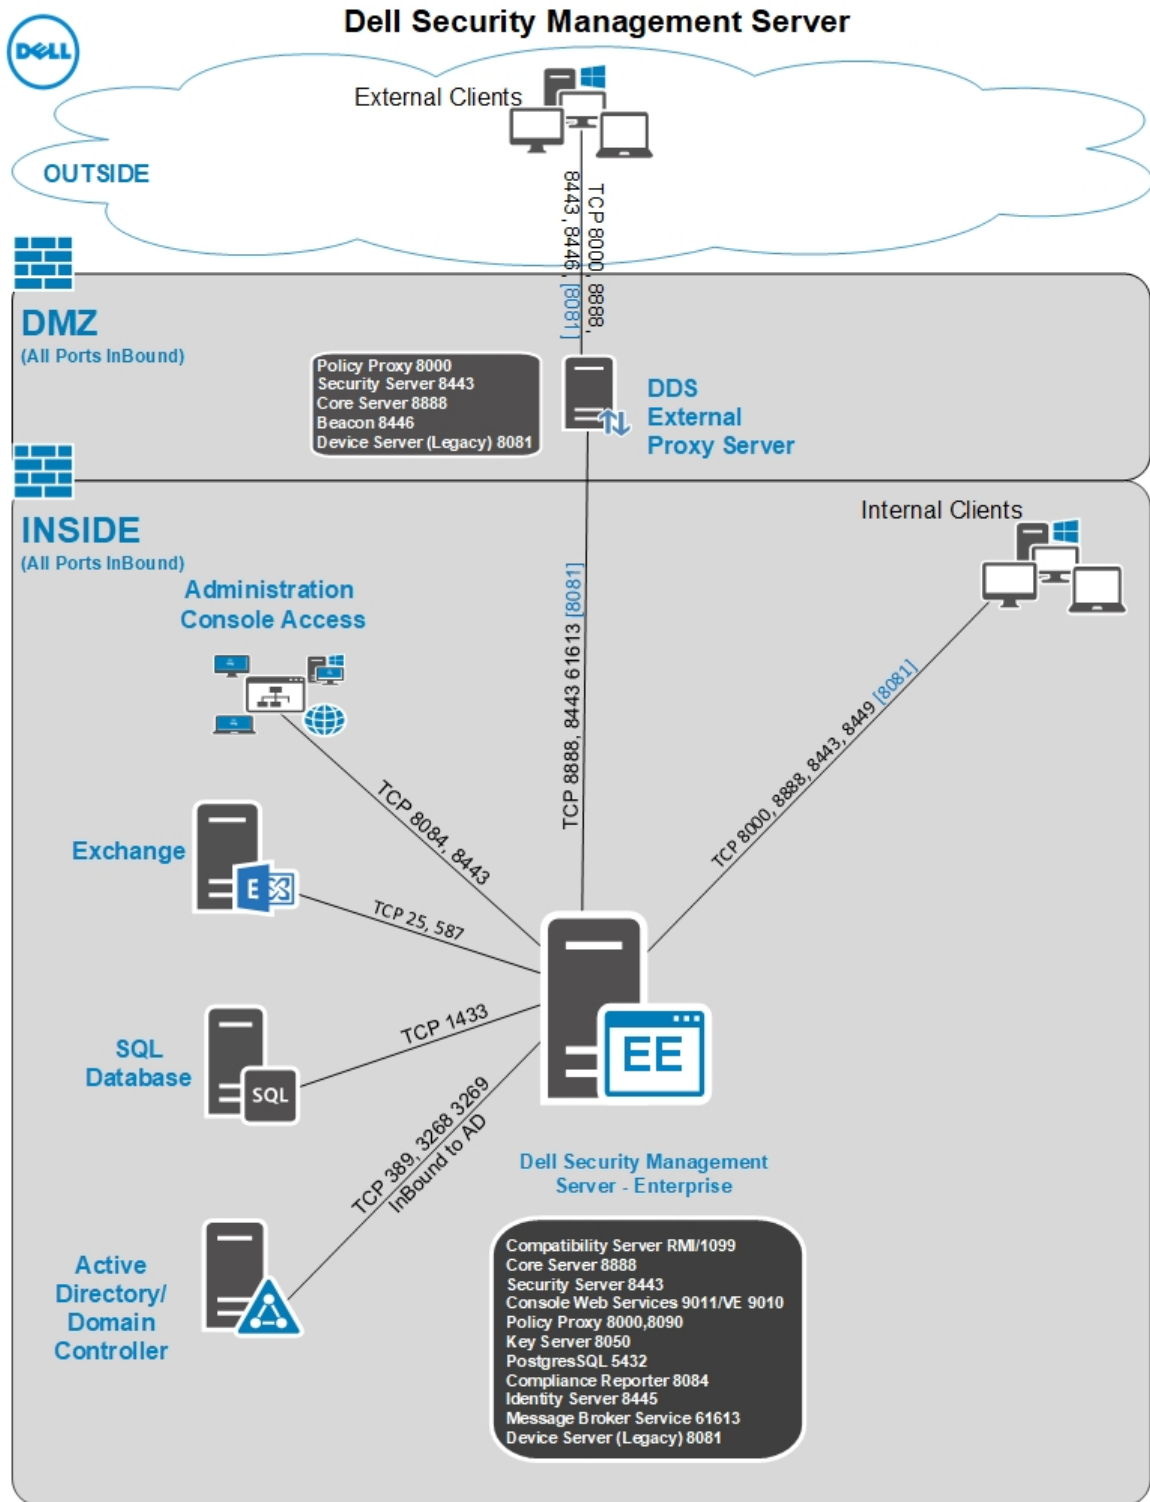 Dell Security Management Server
DELL
External Clients
OUTSIDE
TCP 8000, 8888,
8443, 8446, [8081]
DMZ
(All Ports InBound)
Policy Proxy 8000
Security Server 8443
Core Server 8888
Beacon 8446
Device Server (Legacy) 8081
DDS
External
Proxy Server
INSIDE
(All Ports InBound)
Internal Clients
Administration
Console Access
TCP 8888, 8443 61613 [8081]
TCP 8000, 8888, 8443, 8449 [8081]
TCP 8084, 8443
Exchange
E
TCP 25, 587
SQL
Database
SQL
TCP 1433
EE
TCP 389, 3268 3269
InBound to AD
Dell Security Management
Server - Enterprise
Active
Directory/
Domain
Controller
Compatibility Server RMI/1099
Core Server 8888
Security Server 8443
Console Web Services 9011/VE 9010
Policy Proxy 8000,8090
Key Server 8050
PostgresSQL 5432
Compliance Reporter 8084
Identity Server 8445
Message Broker Service 61613
Device Server (Legacy) 8081